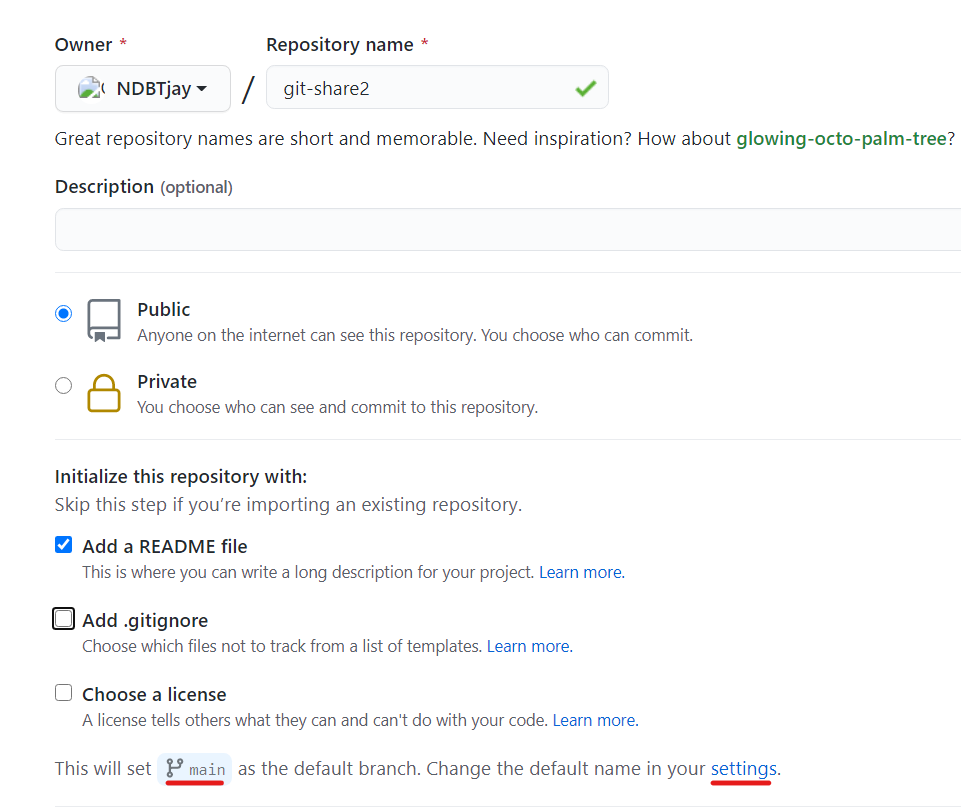 Owner * Repository name *
NDBTjay / git-share2
Great repository names are short and memorable. Need inspiration? How about glowing-octo-palm-tree?
Description (optional)
Public
Anyone on the internet can see this repository. You choose who can commit.
Private
You choose who can see and commit to this repository.
Initialize this repository with:
Skip this step if you’re importing an existing repository.
Add a README file
This is where you can write a long description for your project. Learn more.
Add .gitignore
Choose which files not to track from a list of templates. Learn more.
Choose a license
A license tells others what they can and can't do with your code. Learn more.
This will set main as the default branch. Change the default name in your settings.